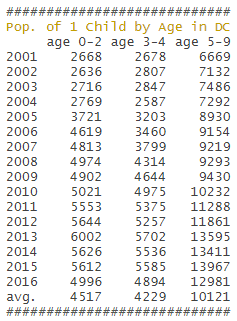 ############################
Pop. of 1 Child by Age in DC
age 0-2 age 3-4 age 5-9
2001 2668 2678 6669
2002 2636 2807 7132
2003 2716 2847 7486
2004 2769 2587 7292
2005 3721 3203 8930
2006 4619 3460 9154
2007 4813 3799 9219
2008 4974 4314 9293
2009 4902 4644 9430
2010 5021 4975 10232
2011 5553 5375 11288
2012 5644 5257 11861
2013 6002 5702 13595
2014 5626 5536 13411
2015 5612 5585 13967
2016 4996 4894 12981
avg. 4517 4229 10121
############################